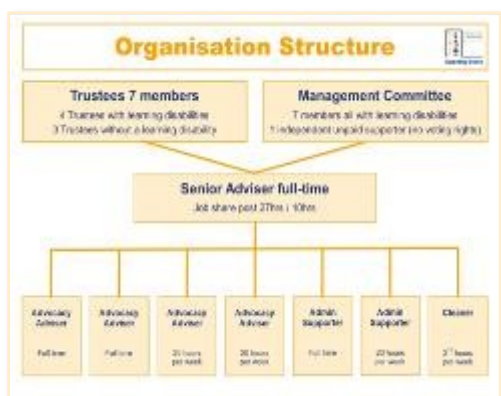 Organisation Structure
Trustees 7 members
4 Trustees with learning disabilities
3 Trustees without a learning disability
Management Committee
7 members all with learning disabilities
1 independent unpaid supporter (no voting rights)
Senior Adviser full-time
Job share post 27hrs / 10hrs
Advocacy
Adviser
Full time
Advocacy
Adviser
Full time
Advocacy
Adviser
hours
per week
Advocacy
Adviser
hours
per week
Admin
Supporter
Full time
Admin
Supporter
hours
per week
Cleaner
hours
per week